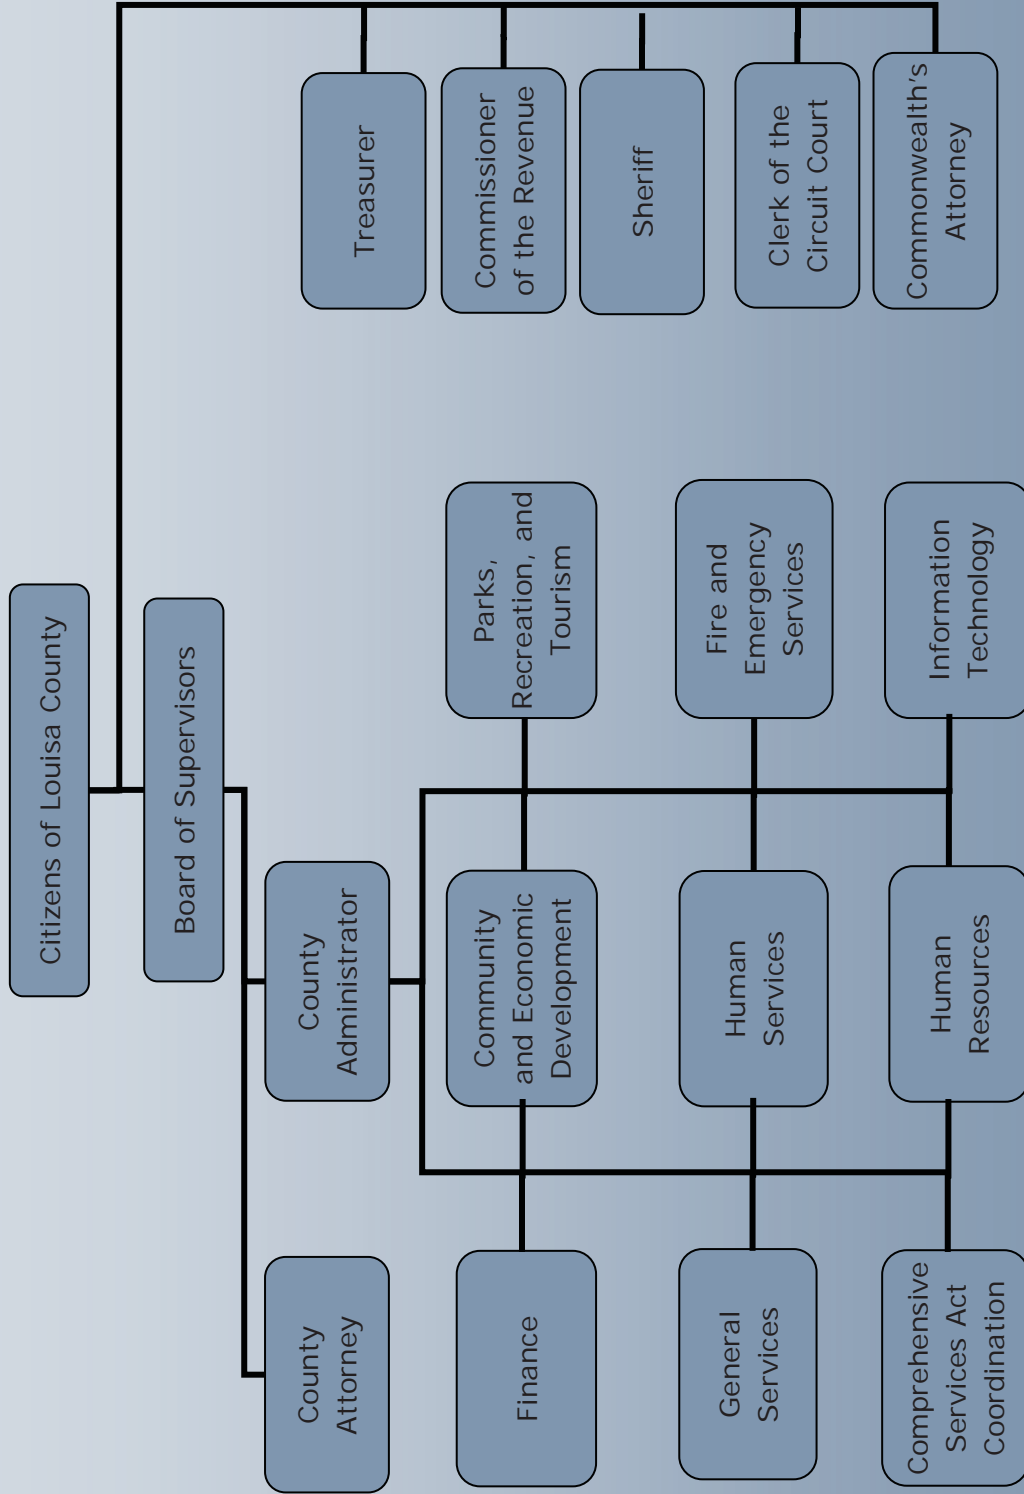 Citizens of Louisa County
Board of Supervisors
County
Attorney
County
Administrator
Treasurer
Commissioner
of the Revenue
Sheriff
Clerk of the
Circuit Court
Commonwealth's
Attorney
Finance
Community
and Economic
Development
Parks,
Recreation, and
Tourism
General
Services
Human
Services
Fire and
Emergency
Services
Comprehensive
Services Act
Coordination
Human
Resources
Information
Technology